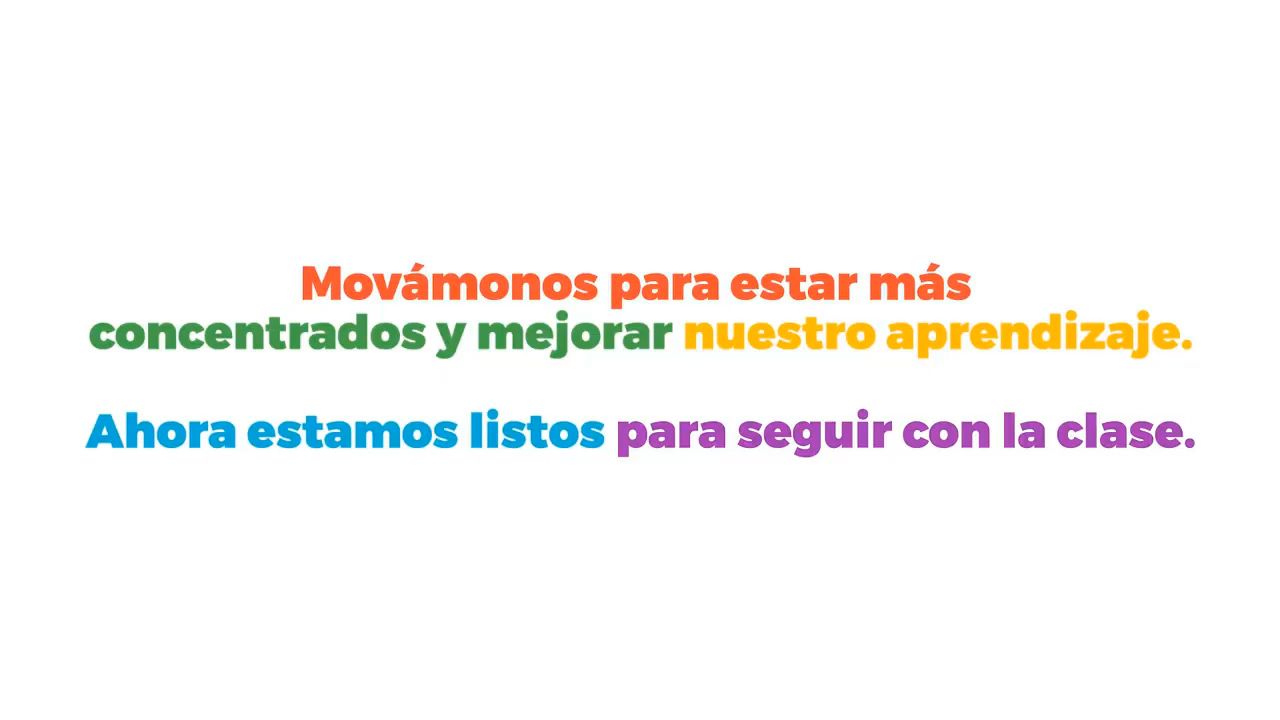 Movámonos para estar más
concentrados y mejorar nuestro aprendizaje.
Ahora estamos listos para seguir con la clase.